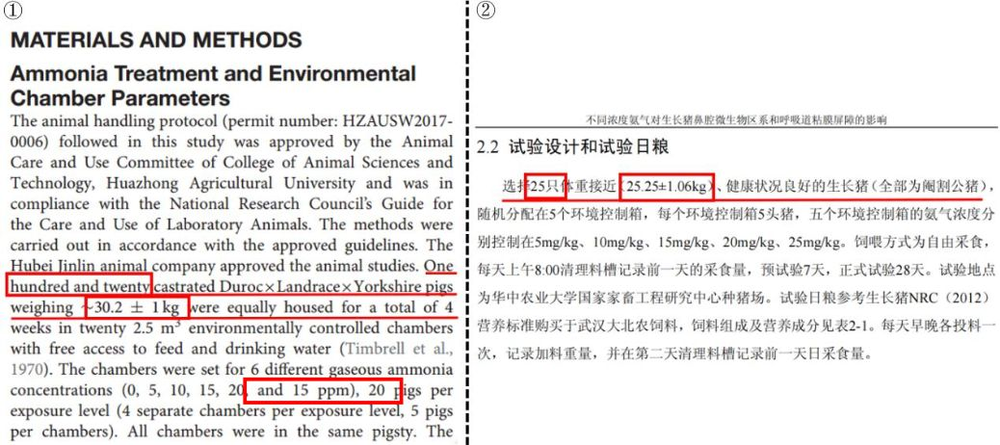 ①
MATERIALS AND METHODS
Ammonia Treatment and Environmental
Chamber Parameters
The animal handling protocol (permit number: HZAUSW2017-
0006) followed in this study was approved by the Animal
Care and Use Committee of College of Animal Sciences and
Technology, Huazhong Agricultural University and was in
compliance with the National Research Council's Guide for
the Care and Use of Laboratory Animals. The methods were
carried out in accordance with the approved guidelines. The
Hubei Jinlin animal company approved the animal studies. One
hundred and twenty castrated Duroc×Landrace×Yorkshire pigs
weighing ~30.2 ± 1 kg were equally housed for a total of 4
weeks in twenty 2.5 m³ environmentally controlled chambers
with free access to feed and drinking water (Timbrell et al.,
1970). The chambers were set for 6 different gaseous ammonia
concentrations (0, 5, 10, 15, 20, and 15 ppm), 20 pigs per
exposure level (4 separate chambers per exposure level, 5 pigs
per chambers). All chambers were in the same pigsty. The
②
不同浓度氨气对生长猪鼻腔微生物区系和呼吸道粘膜屏障的影响
2.2 试验设计和试验日粮
选择25只体重接近（25.25±1.06kg）、健康状况良好的生长猪（全部为阉割公猪），
随机分配在5个环境控制箱，每个环境控制箱5头猪，五个环境控制箱的氨气浓度分
别控制在5mg/kg、10mg/kg、15mg/kg、20mg/kg、25mg/kg。饲喂方式为自由采食，
每天上午8:00清理料槽记录前一天的采食量，预试验7天，正式试验28天。试验地点
为华中农业大学国家家畜工程研究中心种猪场。试验日粮参考生长猪NRC（2012）
营养标准购买于武汉大北农饲料，饲料组成及营养成分见表2-1。每天早晚各投料一
次，记录加料重量，并在第二天清理料槽记录前一天日采食量。